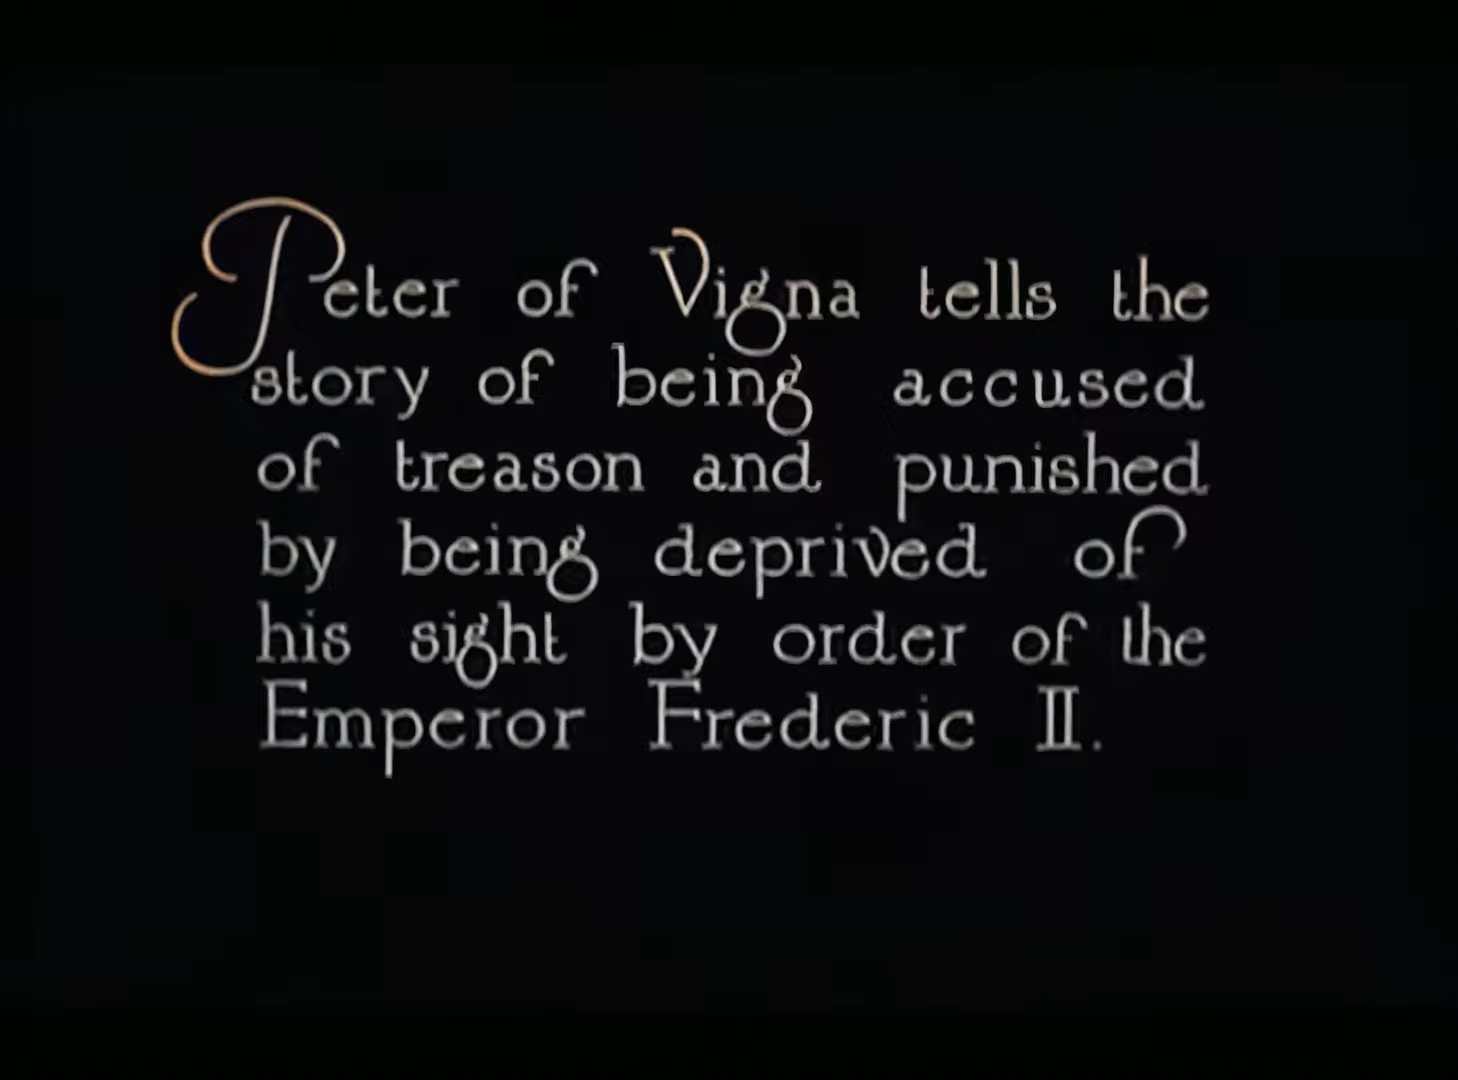 Peter of Vigna tells the
story of being accused
of treason and punished
by being deprived of
his sight by order of the
Emperor Frederic II.